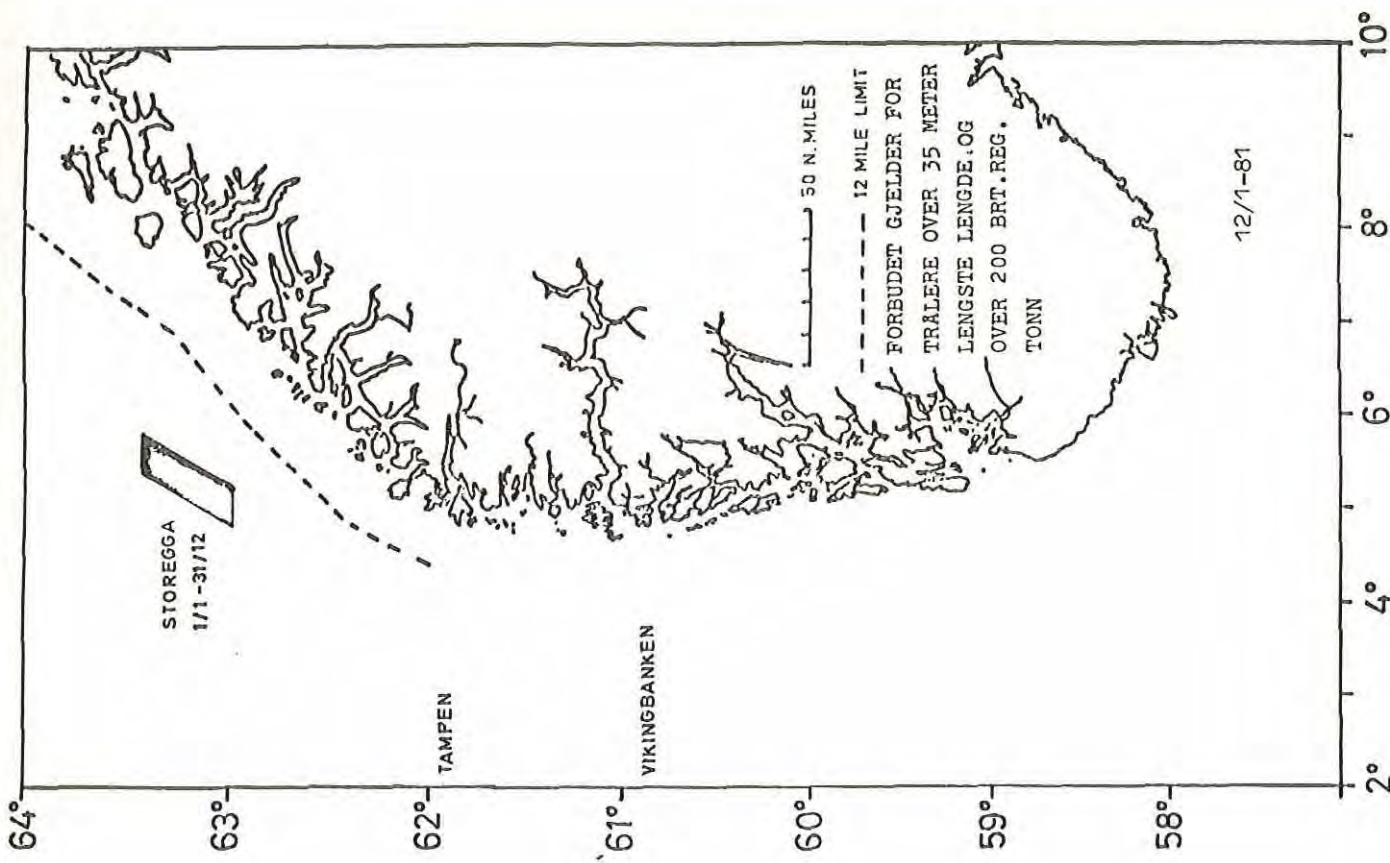 64°
63°
62°
61°
60°
59°
58°
2°
4°
6°
8°
10°
STOREGGA
1/1-31/12
TAMPEN
VIKINGBANKEN
50 N.MILES
12 MILE LIMIT
FORBUDET GJELDER FOR
TRÅLERE OVER 35 METER
LENGSTE LENGDE.OG
OVER 200 BRT.REG.
TONN
12/1-81